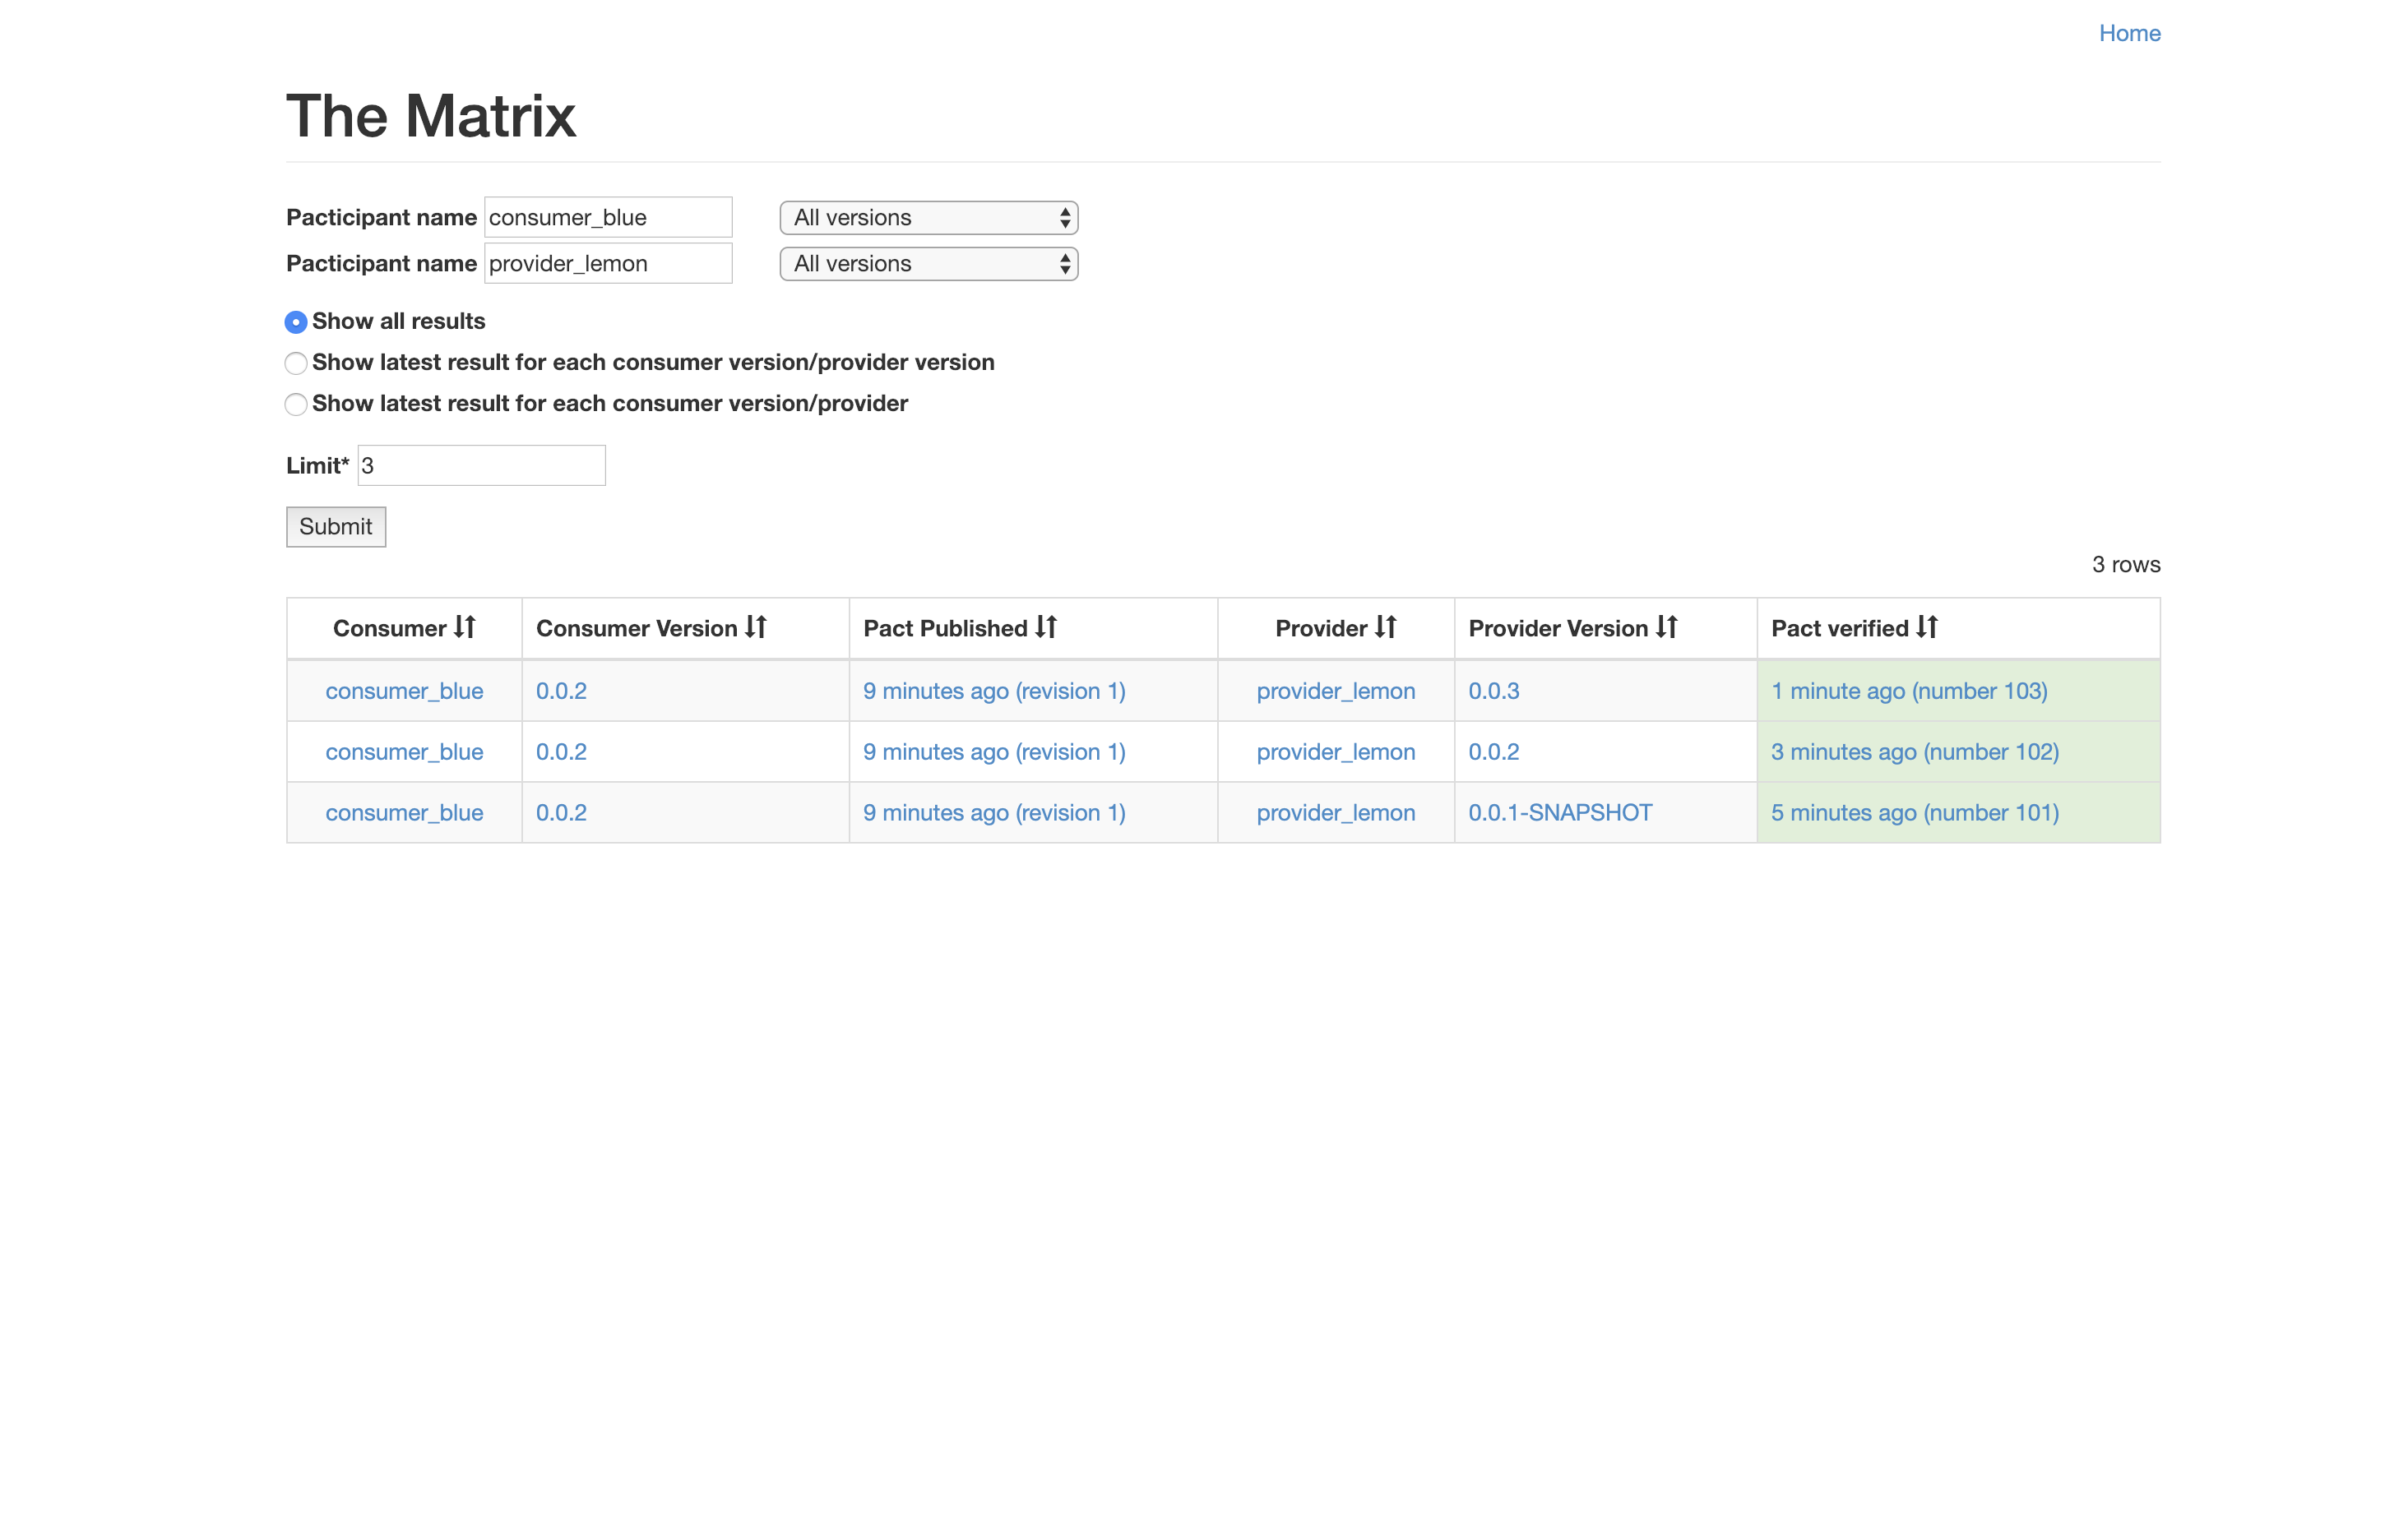 Home
The Matrix
Pacticipant name consumer_blue All versions
Pacticipant name provider_lemon All versions
Show all results
Show latest result for each consumer version/provider version
Show latest result for each consumer version/provider
Limit* 3
Submit
3 rows
Consumer Consumer Version Pact Published Provider Provider Version Pact verified
consumer_blue 0.0.2 9 minutes ago (revision 1) provider_lemon 0.0.3 1 minute ago (number 103)
consumer_blue 0.0.2 9 minutes ago (revision 1) provider_lemon 0.0.2 3 minutes ago (number 102)
consumer_blue 0.0.2 9 minutes ago (revision 1) provider_lemon 0.0.1-SNAPSHOT 5 minutes ago (number 101)